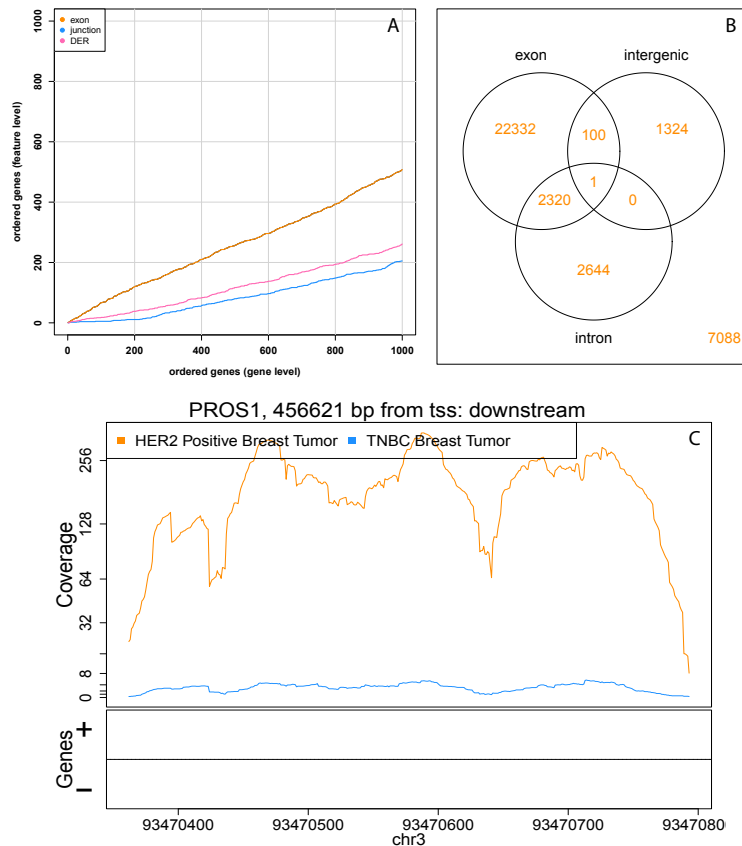 A
exon
junction
DER
ordered genes (feature level)
1000
800
600
400
200
0
0 200 400 600 800 1000
ordered genes (gene level)
B
exon intergenic
22332 100 1324
1
2320 0
2644
intron
7088
PROS1, 456621 bp from tss: downstream
HER2 Positive Breast Tumor TNBC Breast Tumor
C
Coverage
256
128
64
32
8
0
Genes
+
−
93470400 93470500 93470600 93470700 9347080
chr3